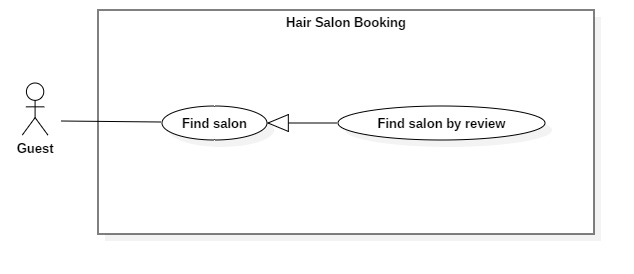 Hair Salon Booking
Find salon
Find salon by review
Guest